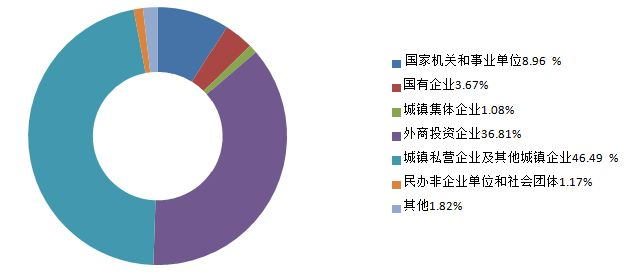 国家机关和事业单位8.96 %
国有企业3.67%
城镇集体企业1.08%
外商投资企业36.81%
城镇私营企业及其他城镇企业46.49 %
民办非企业单位和社会团体1.17%
其他1.82%